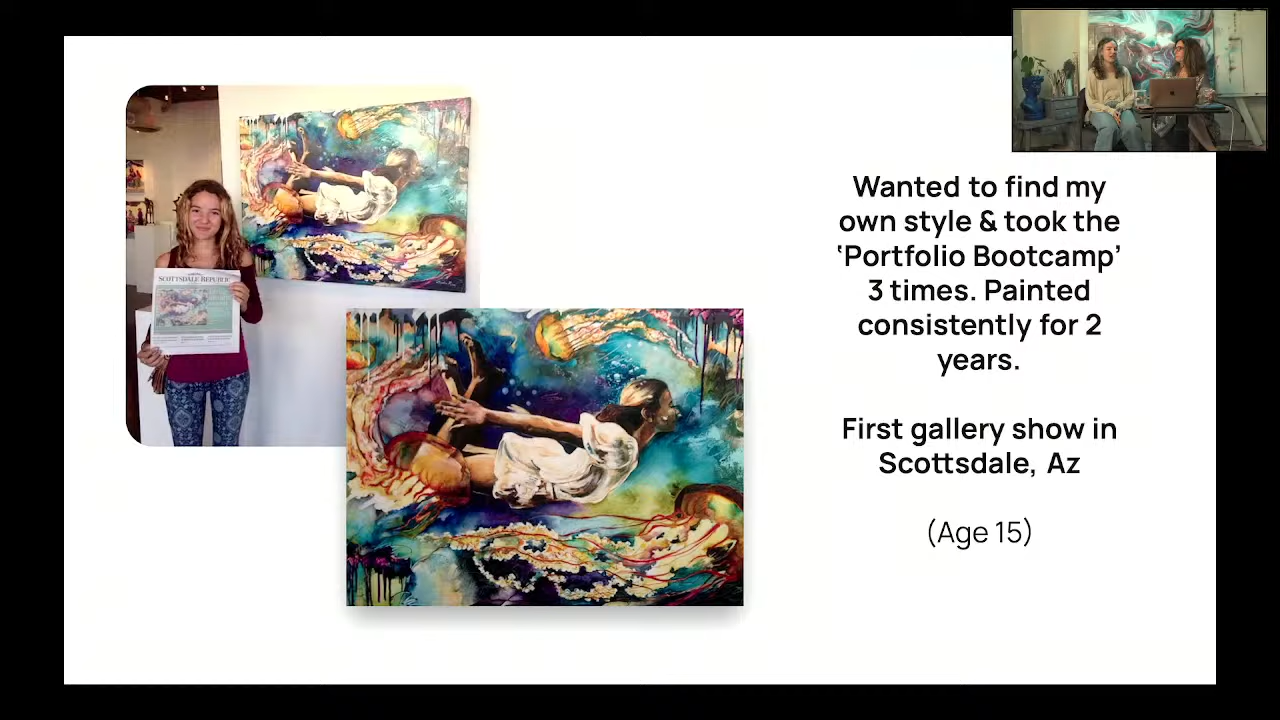 Wanted to find my
own style & took the
‘Portfolio Bootcamp’
3 times. Painted
consistently for 2
years.
First gallery show in
Scottsdale, Az
(Age 15)
SCOTTSDALE REPUBLIC